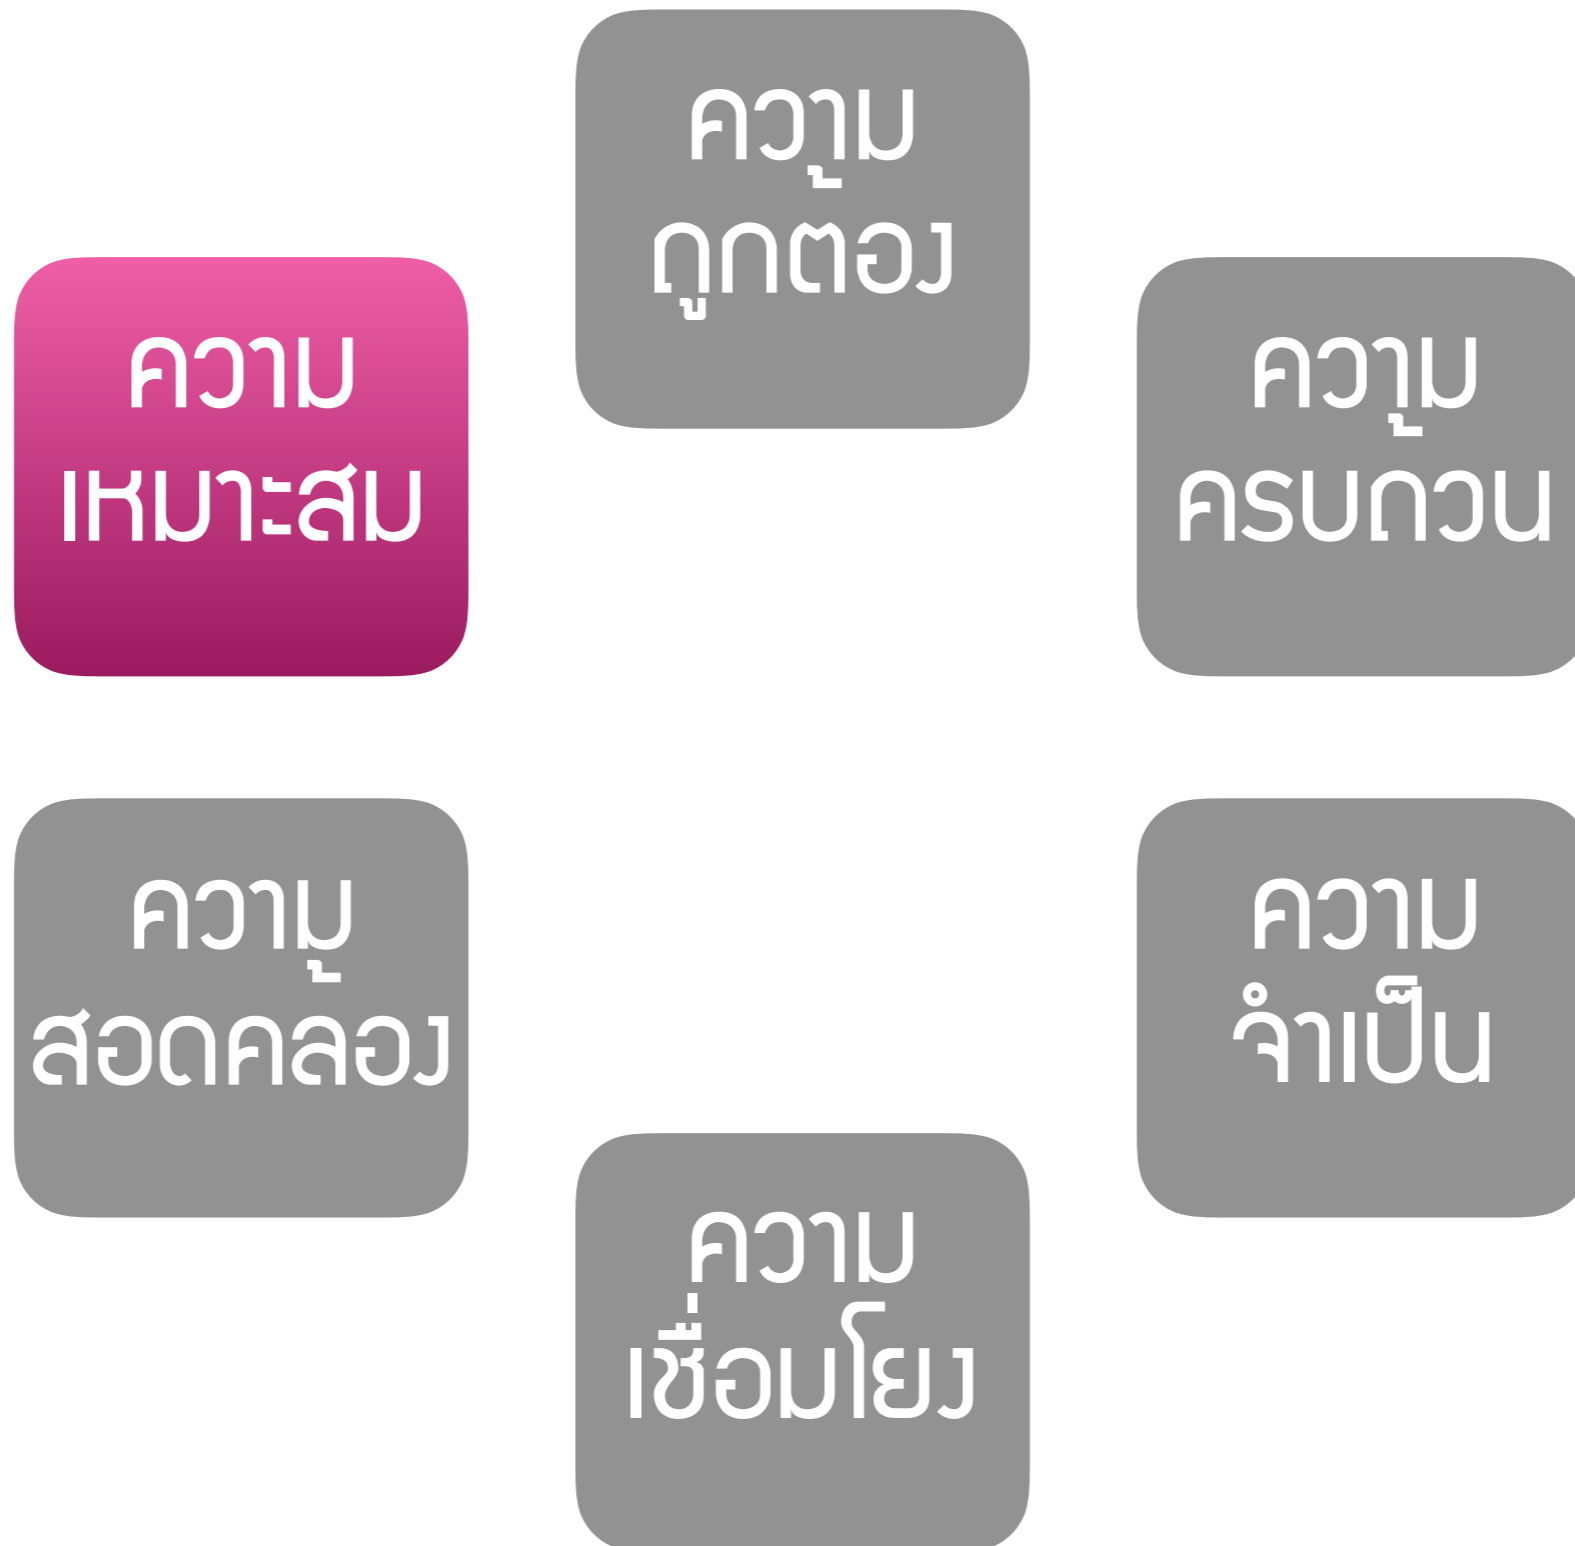 ความ
ถูกต้อง
ความ
เหมาะสม
ความ
ครบถ้วน
ความ
สอดคล้อง
ความ
จำเป็น
ความ
เชื่อมโยง